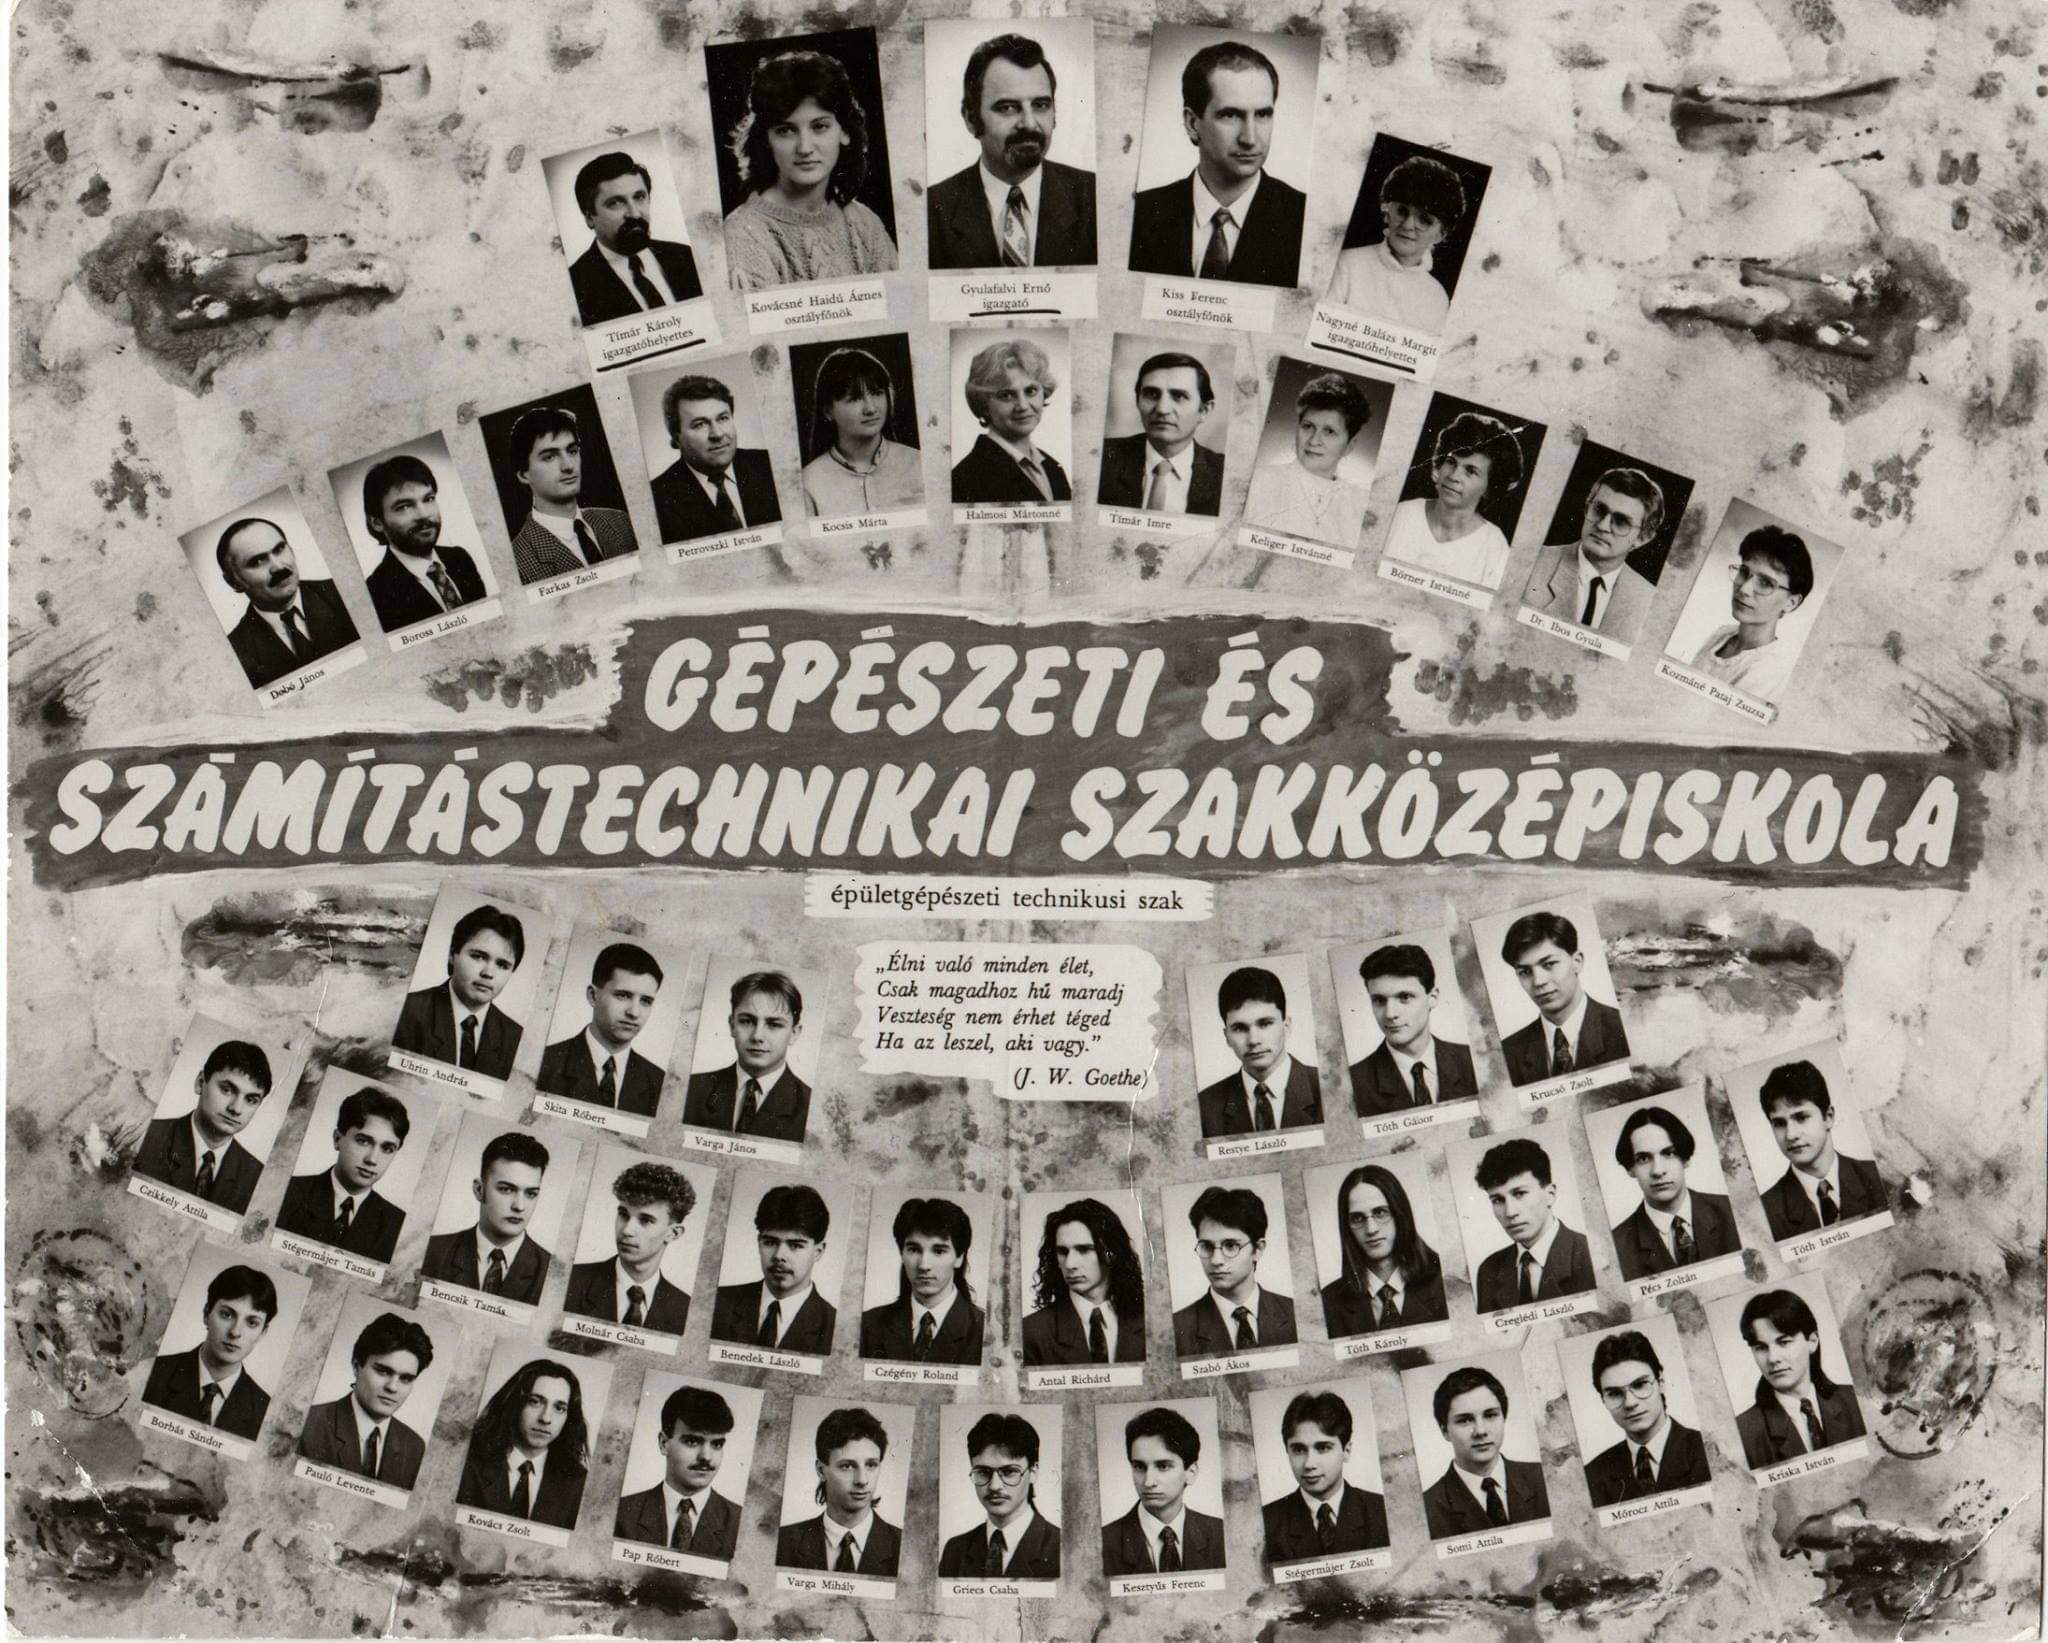 Tímár Károly
igazgatóhelyettes
Kovácsné Haidú Ágnes
osztályfőnök
Gyulafalvi Ernő
igazgató
Kiss Ferenc
osztályfőnök
Nagyné Balázs Margit
igazgatóhelyettes
Dobó János
Boross László
Farkas Zsolt
Petrovszki István
Kocsis Márta
Halmosi Mártonné
Tímár Imre
Keliger Istvánné
Börner Istvánné
Dr. Ibos Gyula
Kozmáné Pataj Zsuzsa
GÉPÉSZETI ÉS
SZÁMÍTÁSTECHNIKAI SZAKKÖZÉPISKOLA
épületgépészeti technikusi szak
„Élni való minden élet,
Csak magadhoz hű maradj
Veszteség nem érhet téged
Ha az leszel, aki vagy.”
(J. W. Goethe)
Uhrin András
Skita Róbert
Varga János
Restye László
Tóth Gábor
Krucsó Zsolt
Czikkely Attila
Stégermájer Tamás
Bencsik Tamás
Molnár Csaba
Benedek László
Czégény Roland
Antal Richárd
Szabó Ákos
Tóth Károly
Czeglédi László
Pécs Zoltán
Tóth István
Borbás Sándor
Pauló Levente
Kovács Zsolt
Pap Róbert
Varga Mihály
Griecs Csaba
Kesztyűs Ferenc
Stégermájer Zsolt
Somi Attila
Mórocz Attila
Kriska István